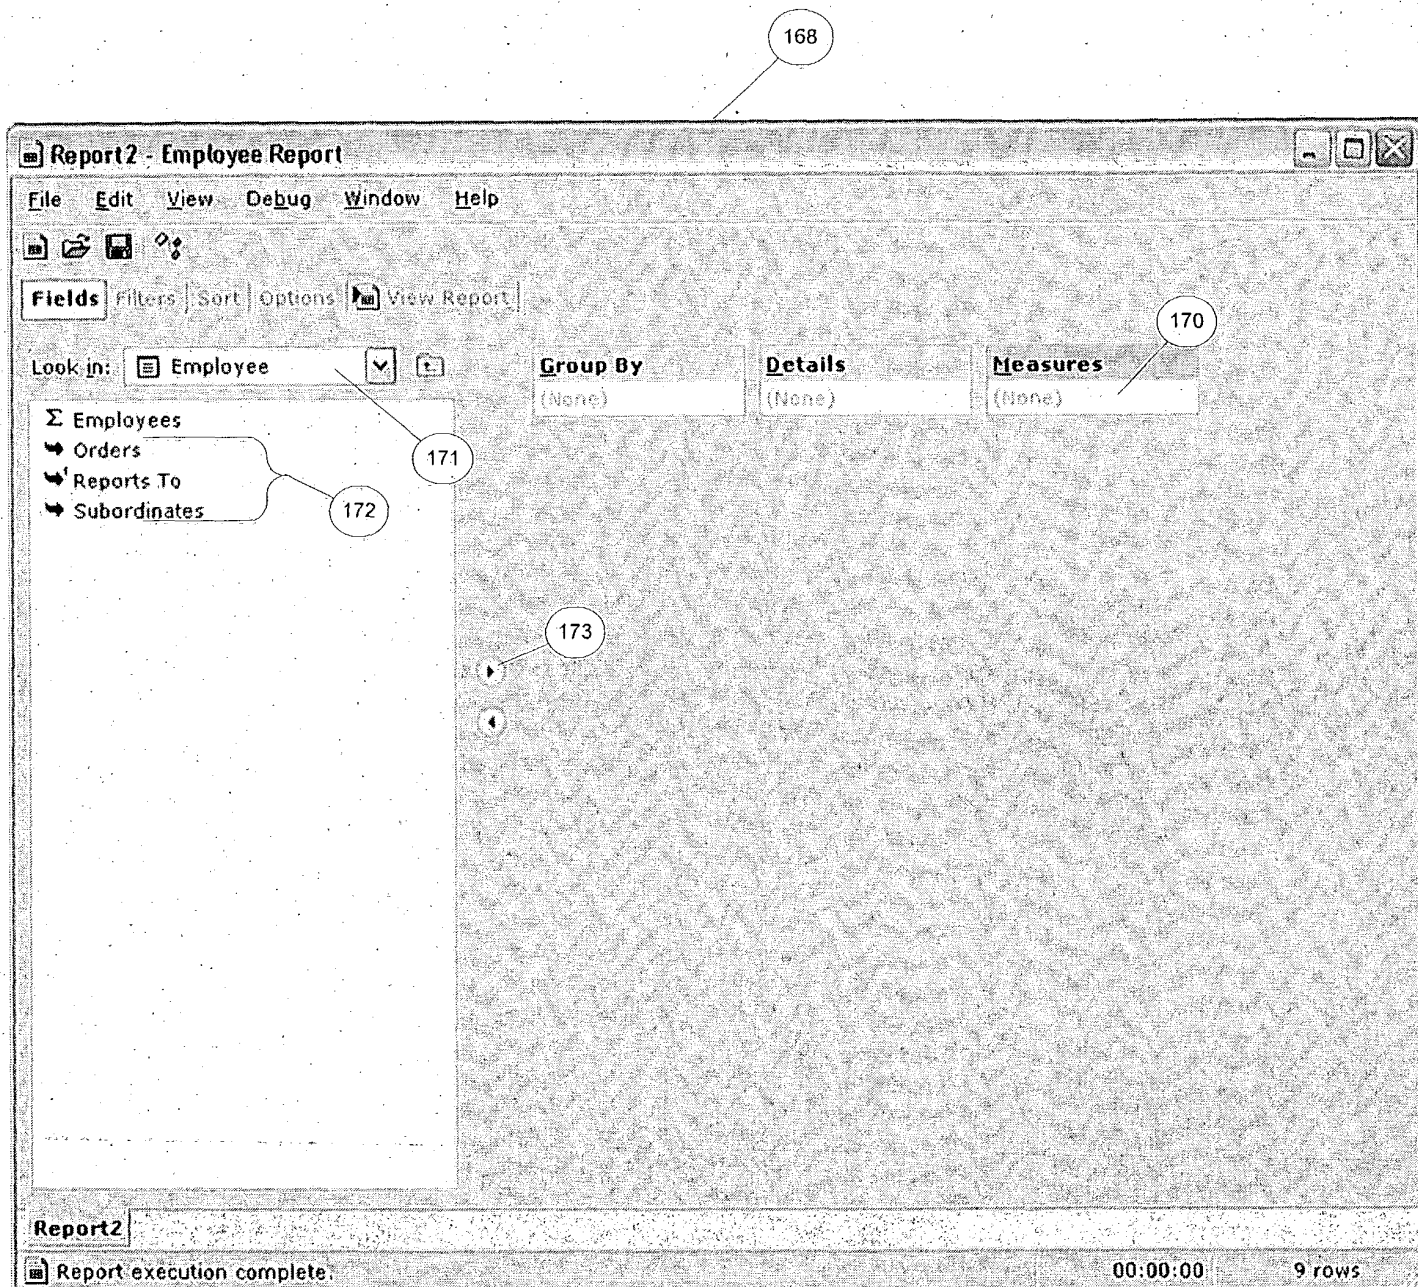 168
Report2 - Employee Report
File Edit View Debug Window Help
Fields Filters Sort Options View Report
170
Look in: Employee
Group By Details Measures
(None) (None) (None)
Σ Employees
Orders
171
1 Reports To
Subordinates
172
173
Report2
Report execution complete. 00:00:00 9 rows